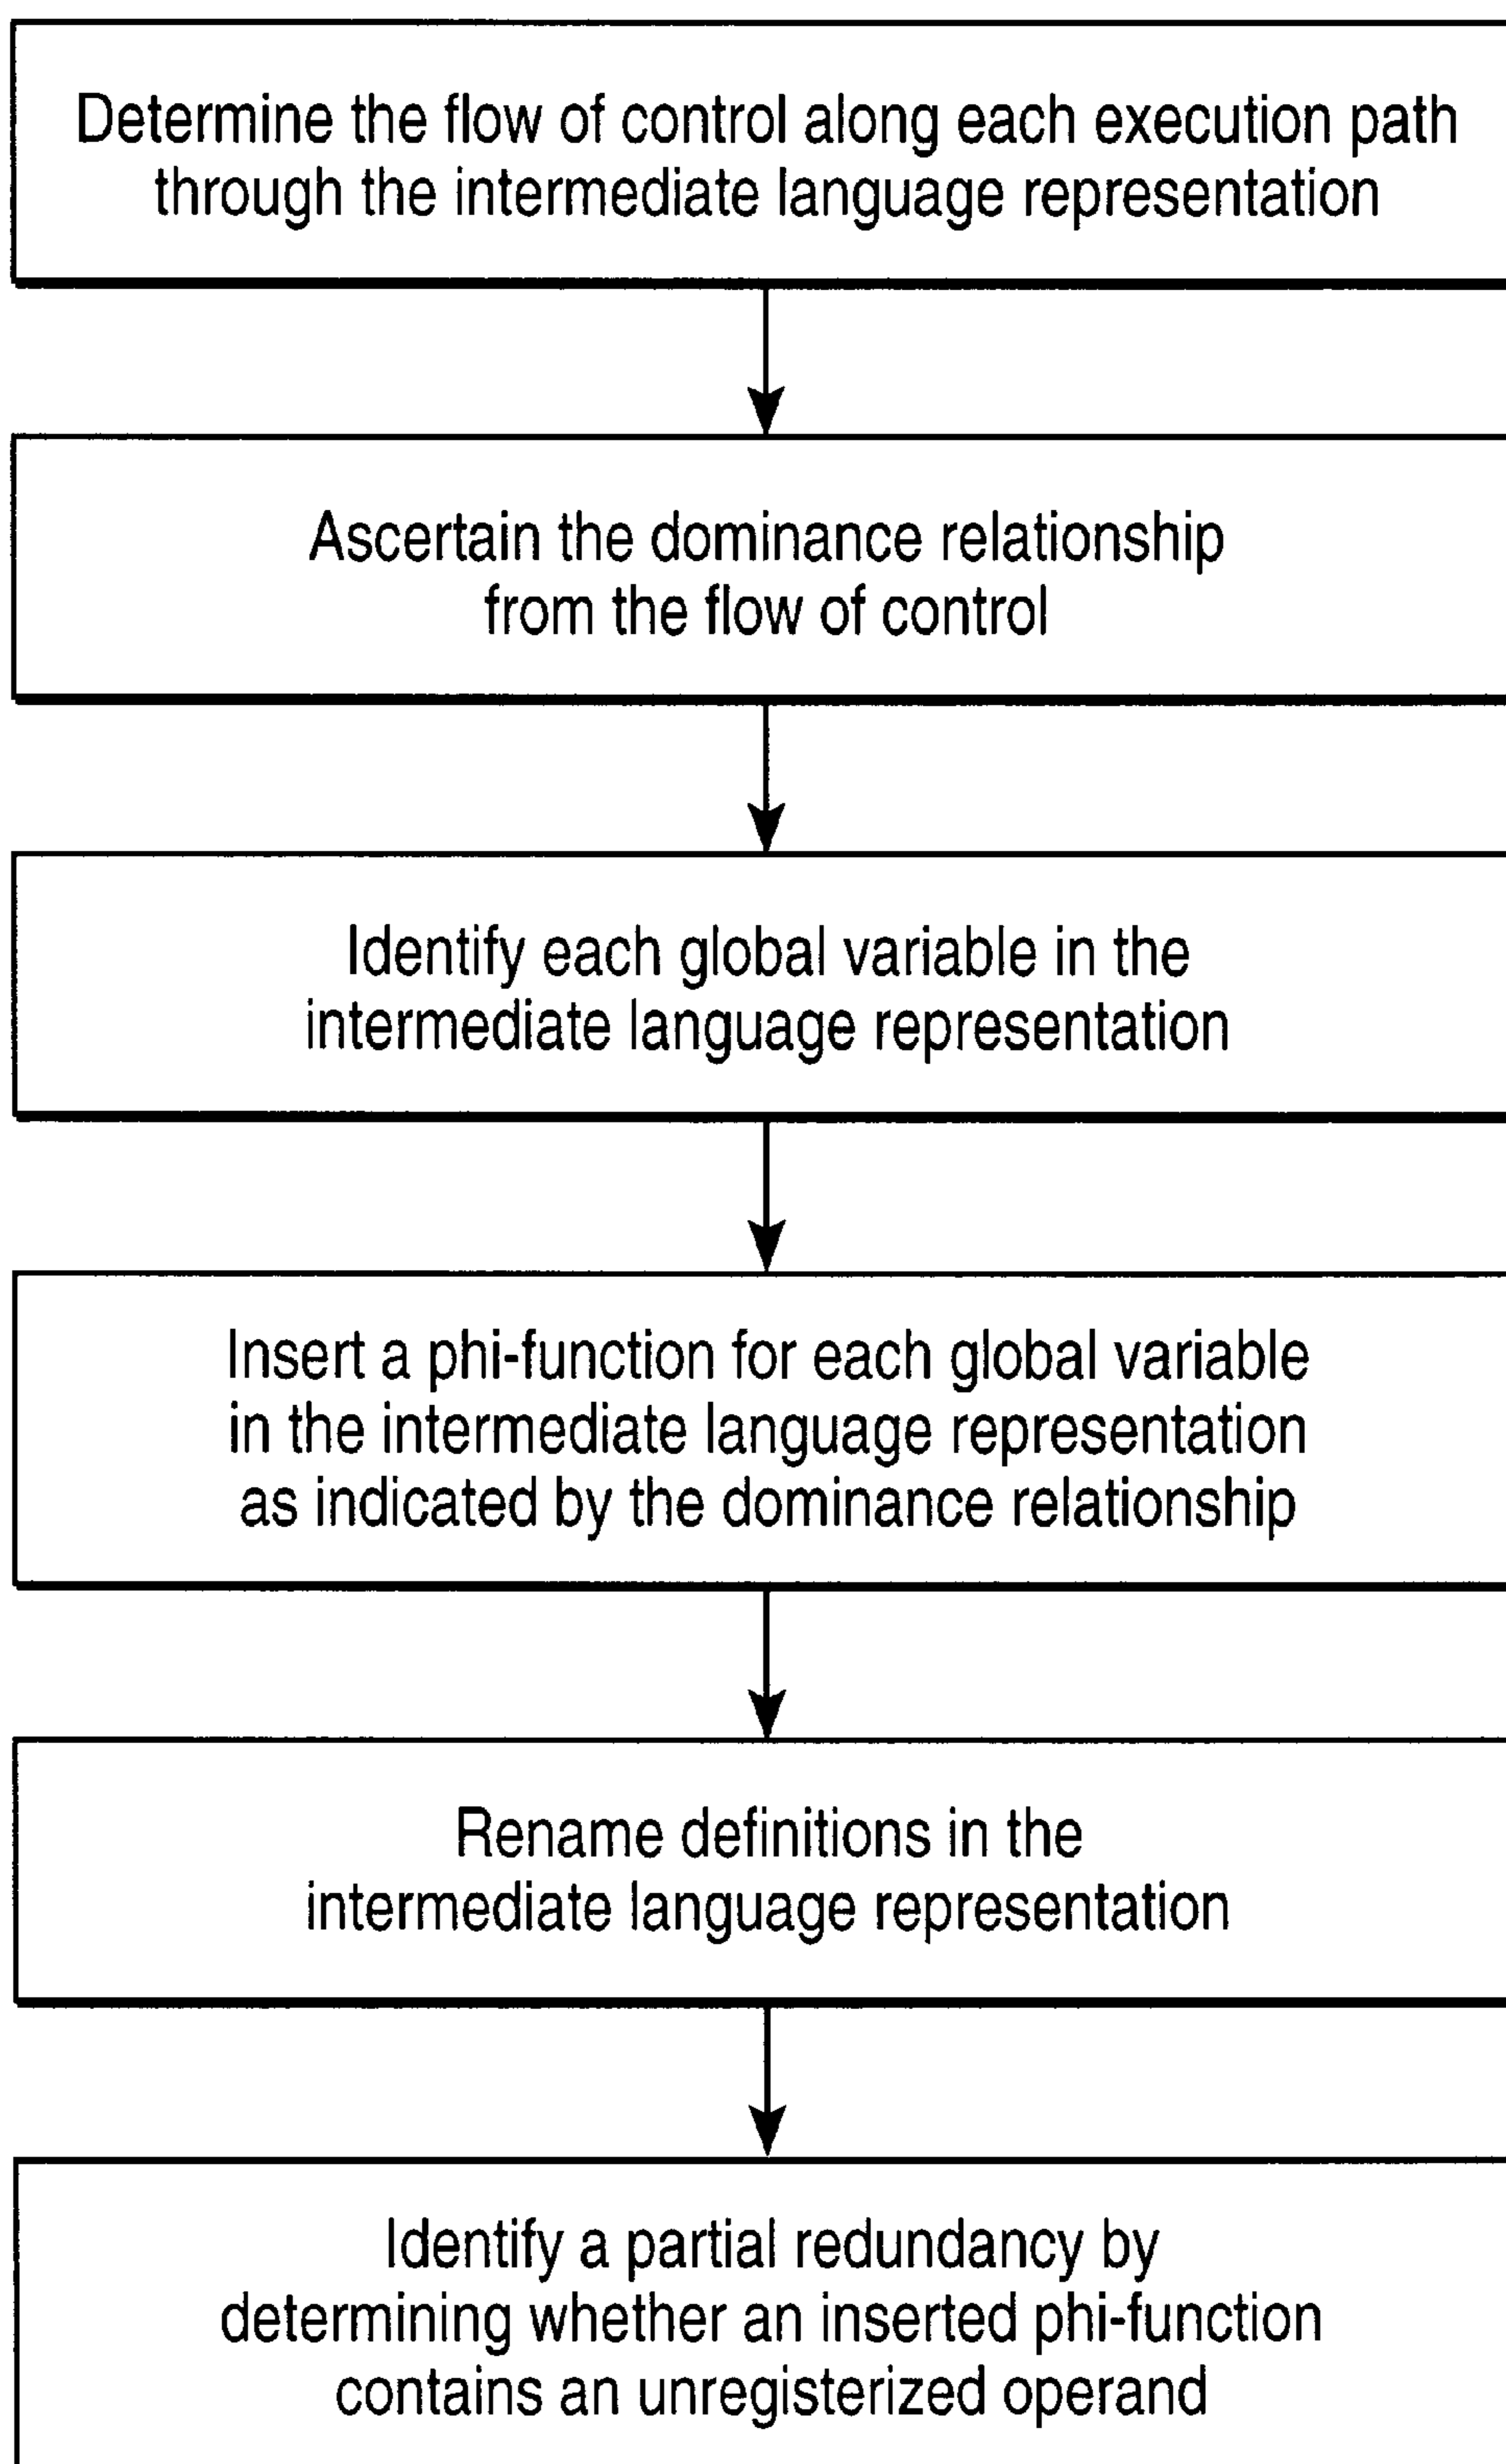 Determine the flow of control along each execution path
through the intermediate language representation
Ascertain the dominance relationship
from the flow of control
Identify each global variable in the
intermediate language representation
Insert a phi-function for each global variable
in the intermediate language representation
as indicated by the dominance relationship
Rename definitions in the
intermediate language representation
Identify a partial redundancy by
determining whether an inserted phi-function
contains an unregisterized operand